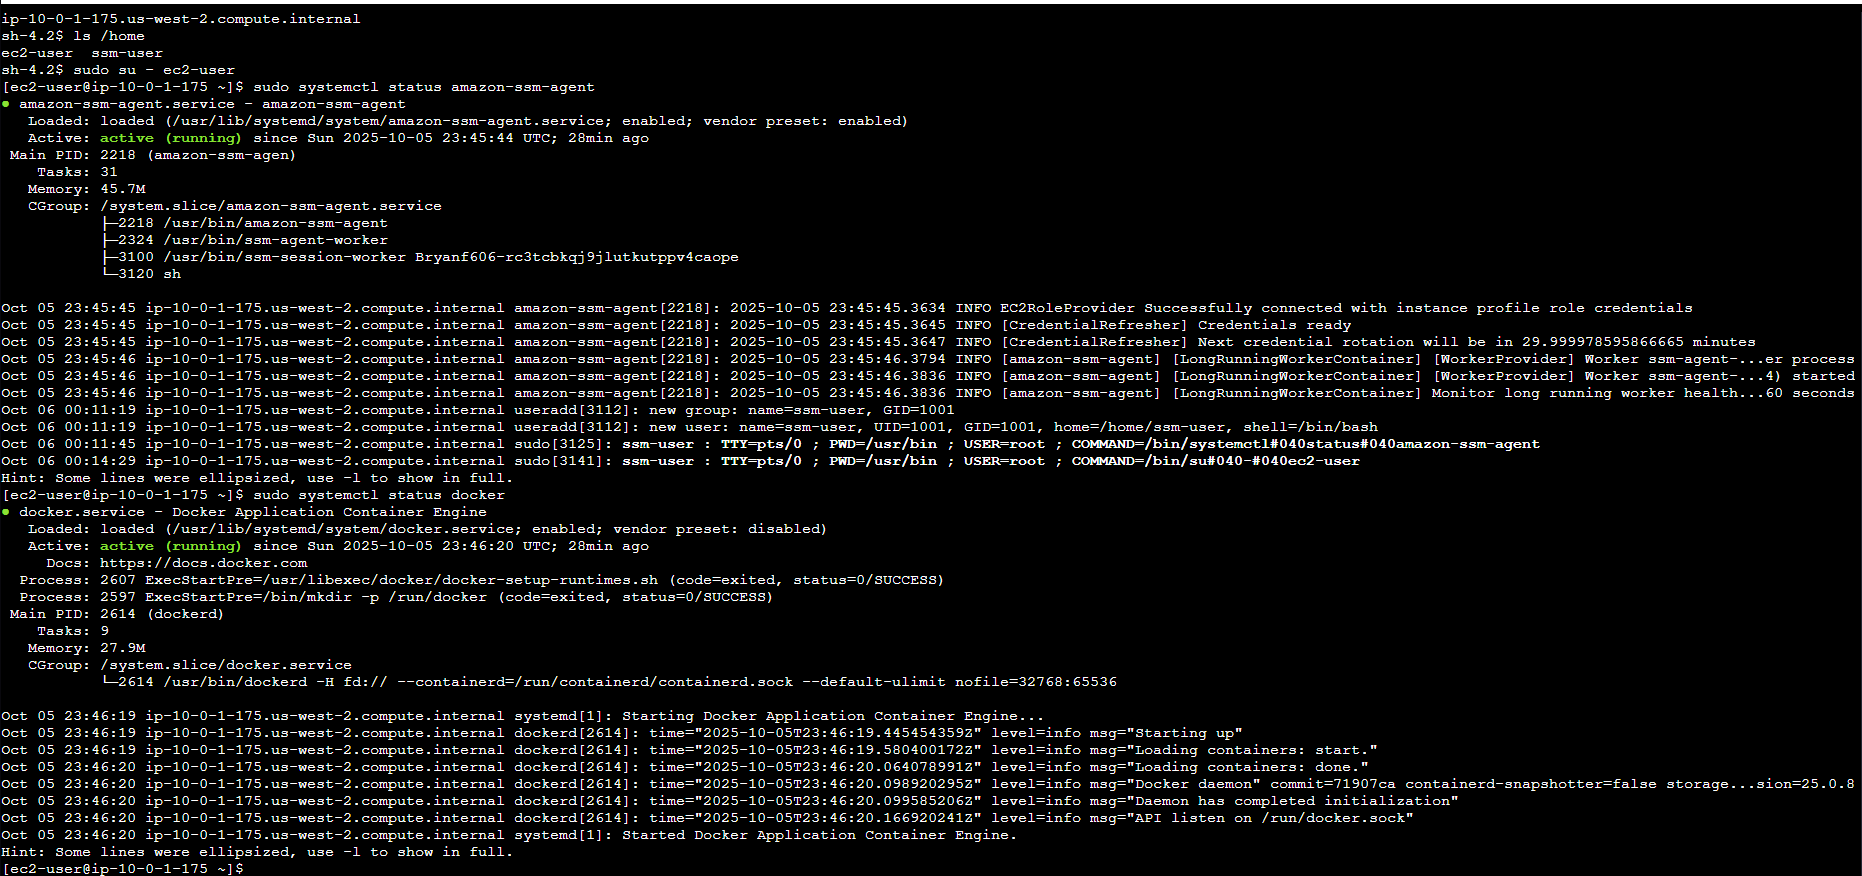 ip-10-0-1-175.us-west-2.compute.internal
sh-4.2$ ls /home
ec2-user  ssm-user
sh-4.2$ sudo su - ec2-user
[ec2-user@ip-10-0-1-175 ~]$ sudo systemctl status amazon-ssm-agent
● amazon-ssm-agent.service - amazon-ssm-agent
   Loaded: loaded (/usr/lib/systemd/system/amazon-ssm-agent.service; enabled; vendor preset: enabled)
   Active: active (running) since Sun 2025-10-05 23:45:44 UTC; 28min ago
 Main PID: 2218 (amazon-ssm-agen)
    Tasks: 31
   Memory: 45.7M
   CGroup: /system.slice/amazon-ssm-agent.service
           ├─2218 /usr/bin/amazon-ssm-agent
           ├─2324 /usr/bin/ssm-agent-worker
           ├─3100 /usr/bin/ssm-session-worker Bryanf606-rc3tcbkqj9jlutkutppv4caope
           └─3120 sh

Oct 05 23:45:45 ip-10-0-1-175.us-west-2.compute.internal amazon-ssm-agent[2218]: 2025-10-05 23:45:45.3634 INFO EC2RoleProvider Successfully connected with instance profile role credentials
Oct 05 23:45:45 ip-10-0-1-175.us-west-2.compute.internal amazon-ssm-agent[2218]: 2025-10-05 23:45:45.3645 INFO [CredentialRefresher] Credentials ready
Oct 05 23:45:45 ip-10-0-1-175.us-west-2.compute.internal amazon-ssm-agent[2218]: 2025-10-05 23:45:45.3647 INFO [CredentialRefresher] Next credential rotation will be in 29.999978595866665 minutes
Oct 05 23:45:46 ip-10-0-1-175.us-west-2.compute.internal amazon-ssm-agent[2218]: 2025-10-05 23:45:46.3794 INFO [amazon-ssm-agent] [LongRunningWorkerContainer] [WorkerProvider] Worker ssm-agent-...er process
Oct 05 23:45:46 ip-10-0-1-175.us-west-2.compute.internal amazon-ssm-agent[2218]: 2025-10-05 23:45:46.3836 INFO [amazon-ssm-agent] [LongRunningWorkerContainer] [WorkerProvider] Worker ssm-agent-...4) started
Oct 05 23:45:46 ip-10-0-1-175.us-west-2.compute.internal amazon-ssm-agent[2218]: 2025-10-05 23:45:46.3836 INFO [amazon-ssm-agent] [LongRunningWorkerContainer] Monitor long running worker health...60 seconds
Oct 06 00:11:19 ip-10-0-1-175.us-west-2.compute.internal useradd[3112]: new group: name=ssm-user, GID=1001
Oct 06 00:11:19 ip-10-0-1-175.us-west-2.compute.internal useradd[3112]: new user: name=ssm-user, UID=1001, GID=1001, home=/home/ssm-user, shell=/bin/bash
Oct 06 00:11:45 ip-10-0-1-175.us-west-2.compute.internal sudo[3125]: ssm-user : TTY=pts/0 ; PWD=/usr/bin ; USER=root ; COMMAND=/bin/systemctl#040status#040amazon-ssm-agent
Oct 06 00:14:29 ip-10-0-1-175.us-west-2.compute.internal sudo[3141]: ssm-user : TTY=pts/0 ; PWD=/usr/bin ; USER=root ; COMMAND=/bin/su#040-#040ec2-user
Hint: Some lines were ellipsized, use -l to show in full.
[ec2-user@ip-10-0-1-175 ~]$ sudo systemctl status docker
● docker.service - Docker Application Container Engine
   Loaded: loaded (/usr/lib/systemd/system/docker.service; enabled; vendor preset: disabled)
   Active: active (running) since Sun 2025-10-05 23:46:20 UTC; 28min ago
     Docs: https://docs.docker.com
  Process: 2607 ExecStartPre=/usr/libexec/docker/docker-setup-runtimes.sh (code=exited, status=0/SUCCESS)
  Process: 2597 ExecStartPre=/bin/mkdir -p /run/docker (code=exited, status=0/SUCCESS)
 Main PID: 2614 (dockerd)
    Tasks: 9
   Memory: 27.9M
   CGroup: /system.slice/docker.service
           └─2614 /usr/bin/dockerd -H fd:// --containerd=/run/containerd/containerd.sock --default-ulimit nofile=32768:65536

Oct 05 23:46:19 ip-10-0-1-175.us-west-2.compute.internal systemd[1]: Starting Docker Application Container Engine...
Oct 05 23:46:19 ip-10-0-1-175.us-west-2.compute.internal dockerd[2614]: time="2025-10-05T23:46:19.445454359Z" level=info msg="Starting up"
Oct 05 23:46:19 ip-10-0-1-175.us-west-2.compute.internal dockerd[2614]: time="2025-10-05T23:46:19.580400172Z" level=info msg="Loading containers: start."
Oct 05 23:46:20 ip-10-0-1-175.us-west-2.compute.internal dockerd[2614]: time="2025-10-05T23:46:20.064078991Z" level=info msg="Loading containers: done."
Oct 05 23:46:20 ip-10-0-1-175.us-west-2.compute.internal dockerd[2614]: time="2025-10-05T23:46:20.098920295Z" level=info msg="Docker daemon" commit=71907ca containerd-snapshotter=false storage...sion=25.0.8
Oct 05 23:46:20 ip-10-0-1-175.us-west-2.compute.internal dockerd[2614]: time="2025-10-05T23:46:20.099585206Z" level=info msg="Daemon has completed initialization"
Oct 05 23:46:20 ip-10-0-1-175.us-west-2.compute.internal dockerd[2614]: time="2025-10-05T23:46:20.166920241Z" level=info msg="API listen on /run/docker.sock"
Oct 05 23:46:20 ip-10-0-1-175.us-west-2.compute.internal systemd[1]: Started Docker Application Container Engine.
Hint: Some lines were ellipsized, use -l to show in full.
[ec2-user@ip-10-0-1-175 ~]$